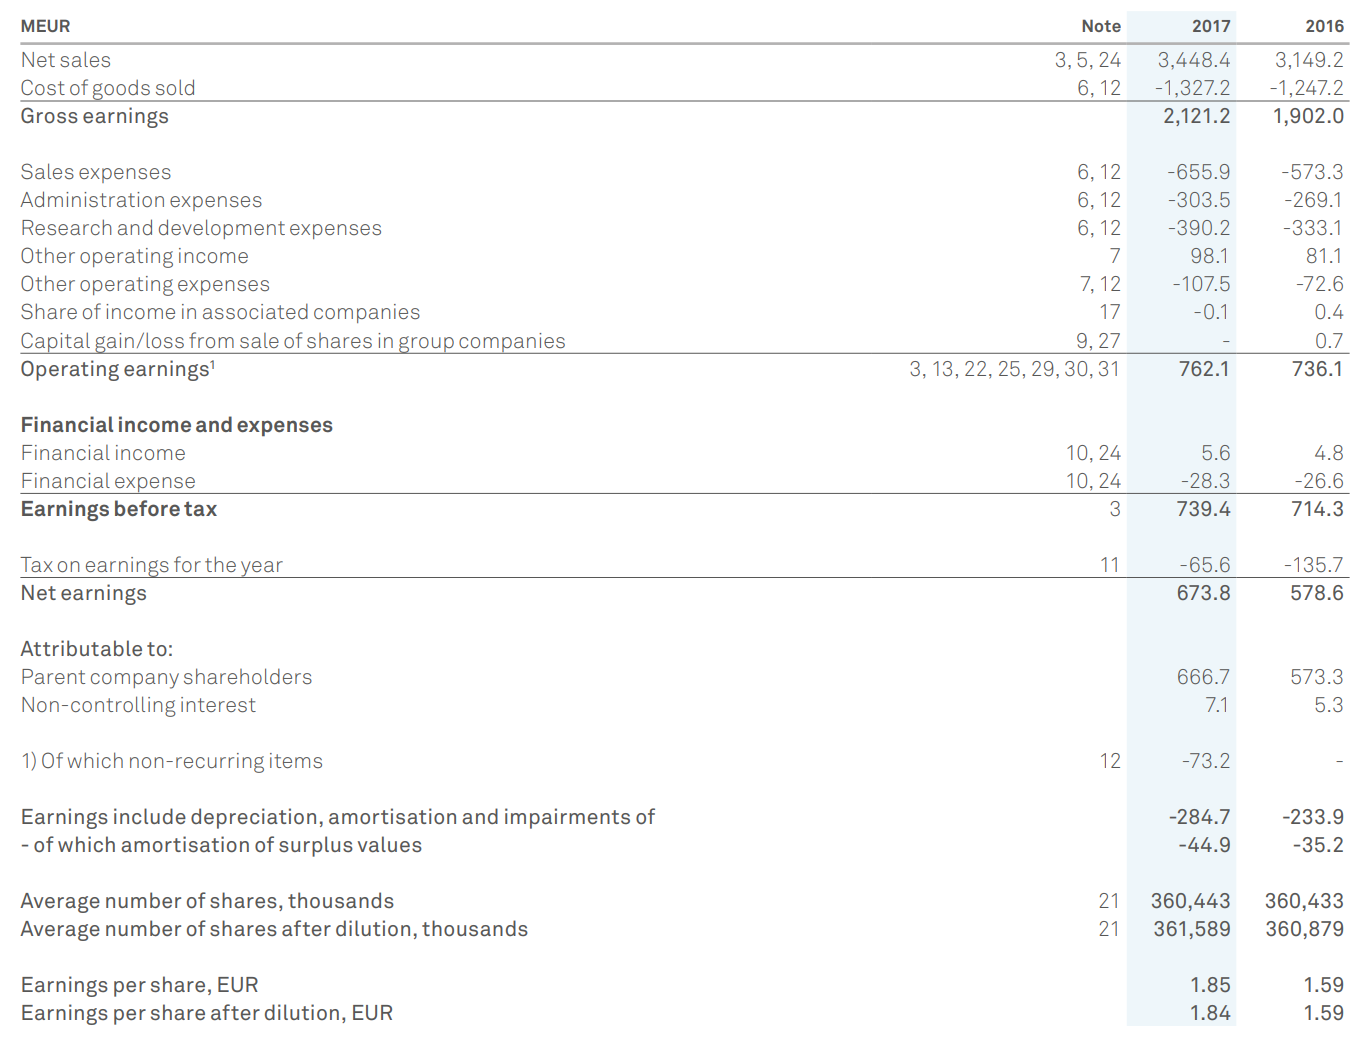 MEUR Note 2017 2016
Net sales 3, 5, 24 3,448.4 3,149.2
Cost of goods sold 6, 12 -1,327.2 -1,247.2
Gross earnings 2,121.2 1,902.0
Sales expenses 6, 12 -655.9 -573.3
Administration expenses 6, 12 -303.5 -269.1
Research and development expenses 6, 12 -390.2 -333.1
Other operating income 7 98.1 81.1
Other operating expenses 7, 12 -107.5 -72.6
Share of income in associated companies 17 -0.1 0.4
Capital gain/loss from sale of shares in group companies 9, 27 - 0.7
Operating earnings¹ 3, 13, 22, 25, 29, 30, 31 762.1 736.1
Financial income and expenses
Financial income 10, 24 5.6 4.8
Financial expense 10, 24 -28.3 -26.6
Earnings before tax 3 739.4 714.3
Tax on earnings for the year 11 -65.6 -135.7
Net earnings 673.8 578.6
Attributable to:
Parent company shareholders 666.7 573.3
Non-controlling interest 7.1 5.3
1) Of which non-recurring items 12 -73.2 -
Earnings include depreciation, amortisation and impairments of -284.7 -233.9
- of which amortisation of surplus values -44.9 -35.2
Average number of shares, thousands 21 360,443 360,433
Average number of shares after dilution, thousands 21 361,589 360,879
Earnings per share, EUR 1.85 1.59
Earnings per share after dilution, EUR 1.84 1.59